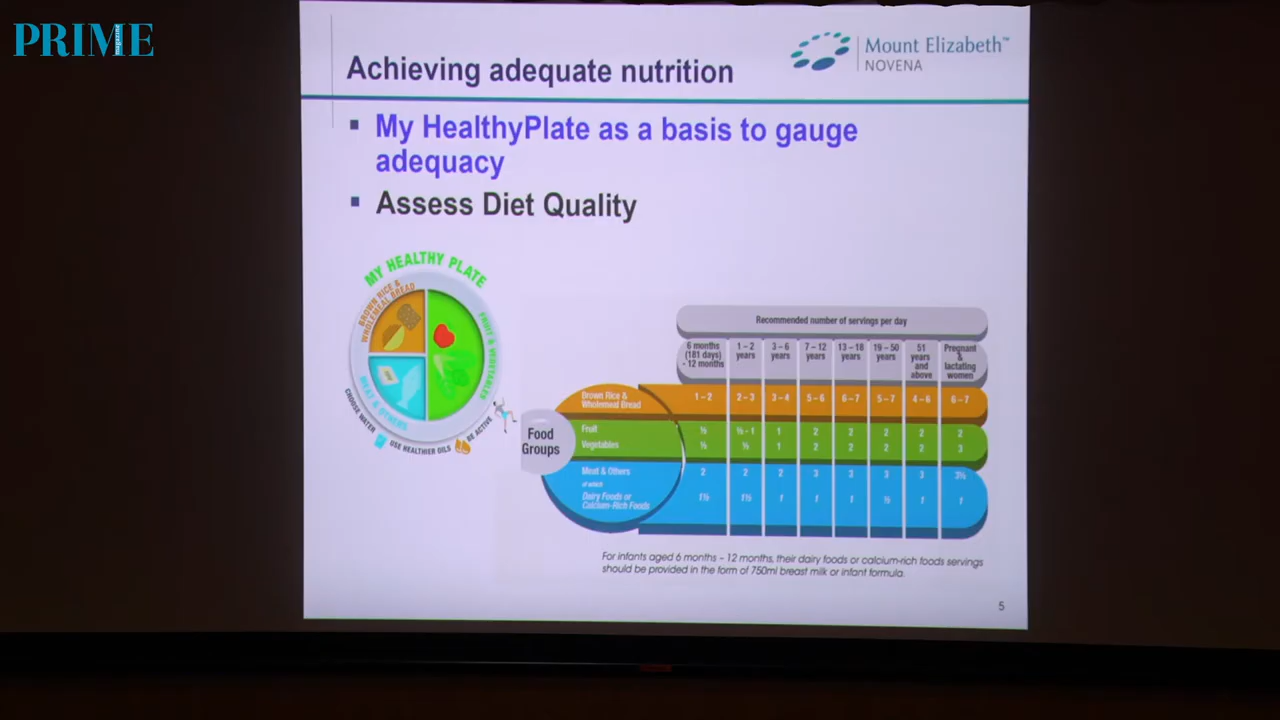 PRIME
magazine
Achieving adequate nutrition
Mount Elizabeth™
NOVENA
▪ My HealthyPlate as a basis to gauge
adequacy
▪ Assess Diet Quality
MY HEALTHY PLATE
BROWN RICE &
WHOLEMEAL BREAD
FRUIT & VEGETABLES
MEAT & OTHERS
CHOOSE WATER
USE HEALTHIER OILS
BE ACTIVE
Recommended number of servings per day
6 months
(181 days)
- 12 months
1 – 2
years
3 – 6
years
7 – 12
years
13 – 18
years
19 – 50
years
51
years
and
above
Pregnant
&
lactating
women
Food
Groups
Brown Rice &
Wholemeal Bread
1 – 2 2 – 3 3 – 4 5 – 6 6 – 7 5 – 7 4 – 6 6 – 7
Fruit ½ ½ - 1 1 2 2 2 2 2
Vegetables ½ ½ 1 2 2 2 2 3
Meat & Others 2 2 2 3 3 3 3 3½
of which
Dairy Foods or
Calcium-Rich Foods
1½ 1½ 1 1 1 ½ 1 1
For infants aged 6 months – 12 months, their dairy foods or calcium-rich foods servings
should be provided in the form of 750ml breast milk or infant formula.
5